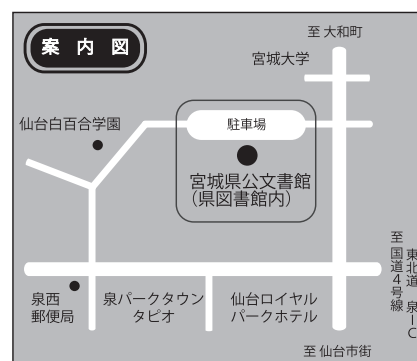 案内図
至 大和町
宮城大学
仙台白百合学園
駐車場
宮城県公文書館
（県図書館内）
至 国道４号線
東北道 泉ＩＣ
泉西
郵便局
泉パークタウン
タピオ
仙台ロイヤル
パークホテル
至 仙台市街